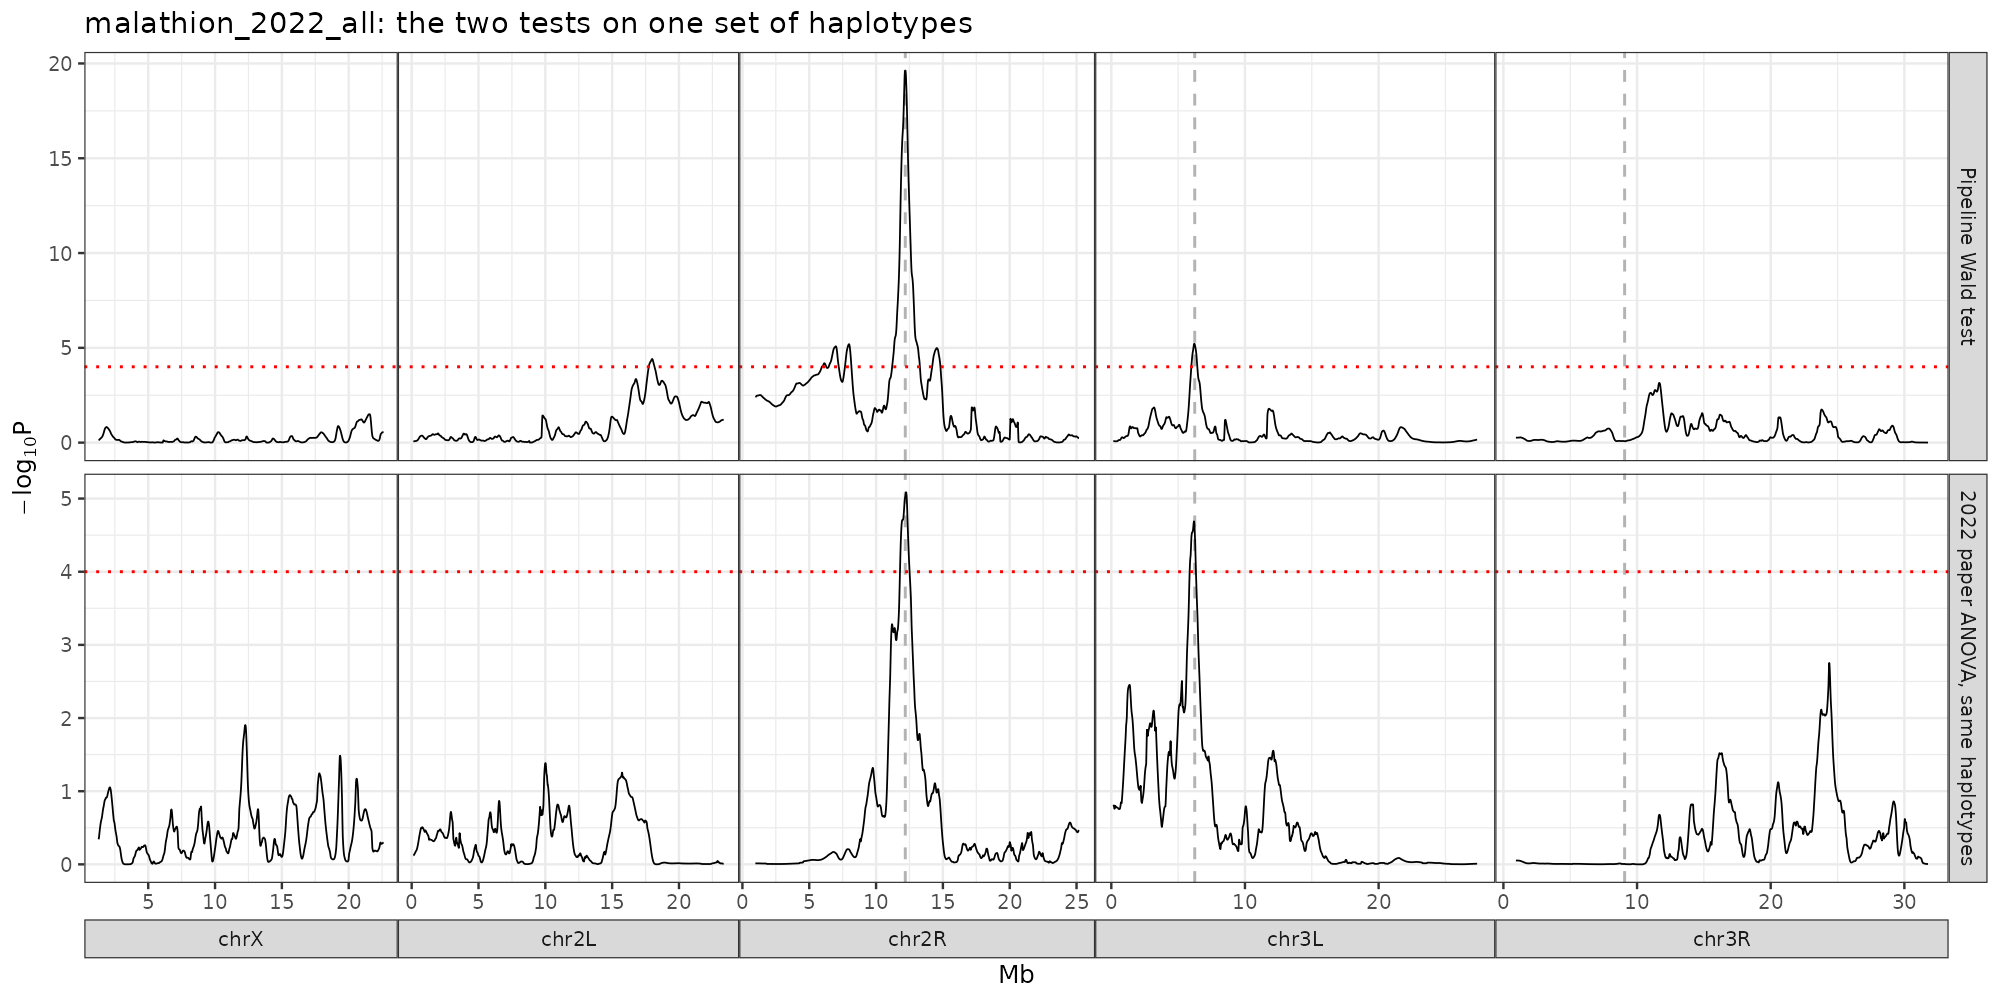 malathion_2022_all: the two tests on one set of haplotypes
20
15
10
5
0
Pipeline Wald test
−log10P
5
4
3
2
1
0
2022 paper ANOVA, same haplotypes
5 10 15 20
0 5 10 15 20
0 5 10 15 20 25
0 10 20
0 10 20 30
chrX chr2L chr2R chr3L chr3R
Mb